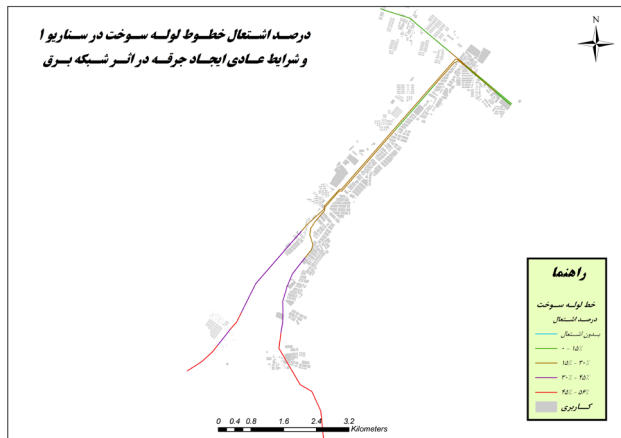 درصد اشتعال خطوط لوله سوخت در سناریو ۱
و شرایط عادی ایجاد جرقه در اثر شبکه برق
N
راهنما
خط لوله سوخت
درصد اشتعال
بدون اشتعال
۰ - ۱۵٪
۱۵٪ - ۳۰٪
۳۰٪ - ۴۵٪
۴۵٪ - ۵۶٪
کاربری
0 0.4 0.8 1.6 2.4 3.2
Kilometers